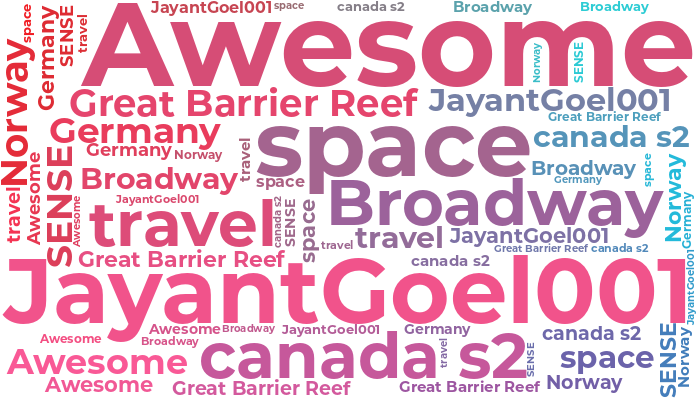 JayantGoel001
space
canada s2
Broadway
Broadway
Norway
space
Germany
SENSE
travel
Awesome
Norway
SENSE
Great Barrier Reef
JayantGoel001
Great Barrier Reef
Germany
space
canada s2
Germany
Norway
travel
Awesome
SENSE
travel
Broadway
space
Broadway
Germany
space
Norway
Germany
JayantGoel001
Awesome
travel
canada s2
SENSE
space
Broadway
travel
travel
JayantGoel001
Great Barrier Reef
canada s2
Great Barrier Reef
canada s2
JayantGoel001
JayantGoel001
Awesome
Broadway
JayantGoel001
Germany
canada s2
Awesome
Broadway
Awesome
canada s2
travel
SENSE
space
SENSE
Norway
Awesome
Great Barrier Reef
Great Barrier Reef
Norway